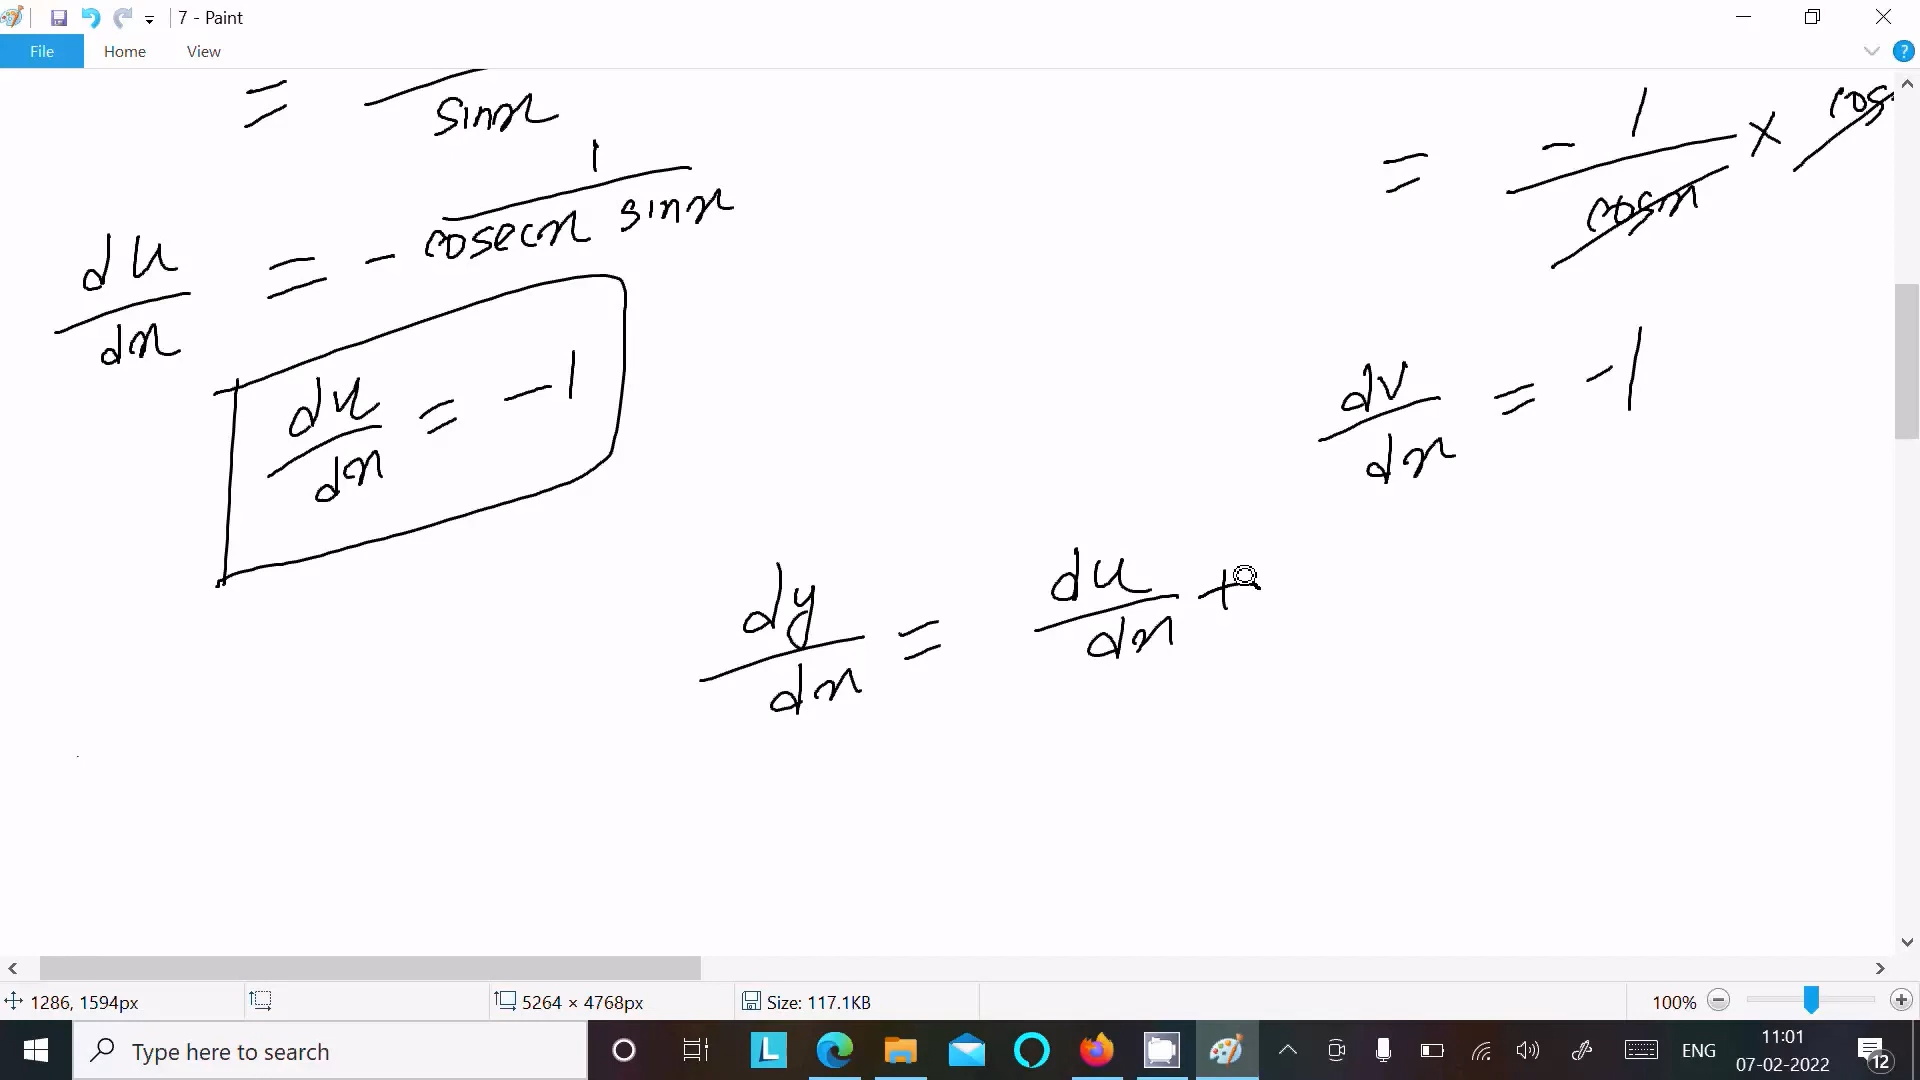 7 - Paint
File Home View
=
sinx
= - 1 / cosx ×
du/dx = - 1 / cosecx sinx
du/dx = -1
dv/dx = -1
dy/dx = du/dx +
1286, 1594px
5264 × 4768px
Size: 117.1KB
100%
Type here to search
L
ENG
11:01
07-02-2022
12